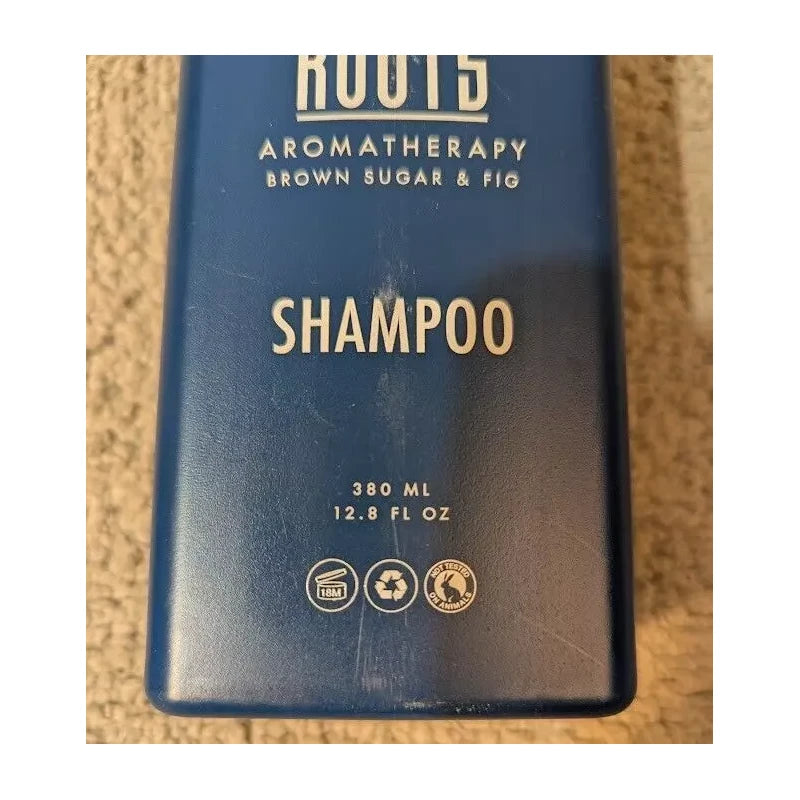 ROOTS
AROMATHERAPY
BROWN SUGAR & FIG
SHAMPOO
380 ML
12.8 FL OZ
18M
NOT TESTED
ON ANIMALS